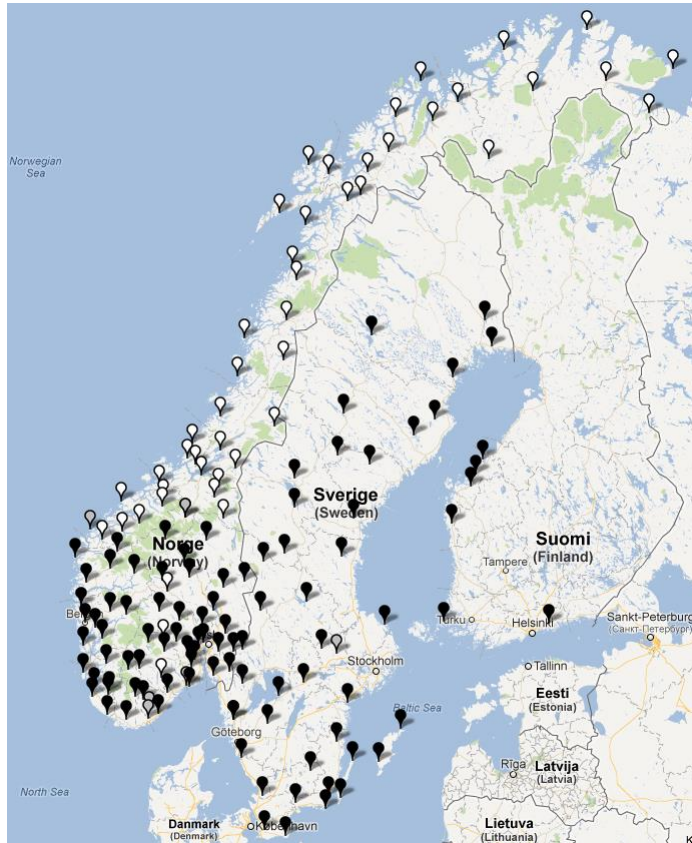 Norwegian
Sea
Sverige
(Sweden)
Norge
(Norway)
Suomi
(Finland)
Tampere
Turku
Helsinki
Sankt-Peterburg
(Санкт-Петербург)
Stockholm
Tallinn
Eesti
(Estonia)
Baltic Sea
Göteborg
Rīga
Latvija
(Latvia)
North Sea
Danmark
(Denmark)
København
Lietuva
(Lithuania)
K